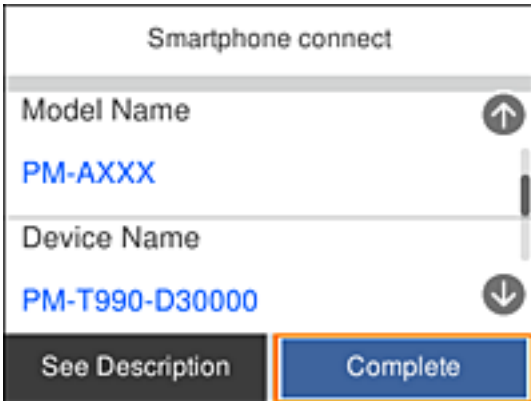 Smartphone connect
Model Name
PM-AXXX
Device Name
PM-T990-D30000
See Description
Complete